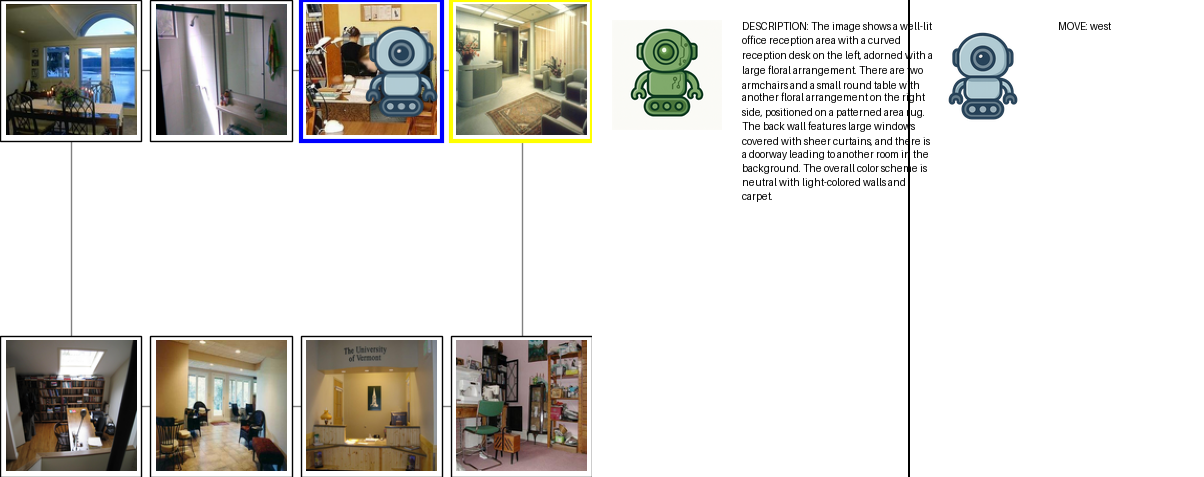 DESCRIPTION: The image shows a well-lit
office reception area with a curved
reception desk on the left, adorned with a
large floral arrangement. There are two
armchairs and a small round table with
another floral arrangement on the right
side, positioned on a patterned area rug.
The back wall features large windows
covered with sheer curtains, and there is
a doorway leading to another room in the
background. The overall color scheme is
neutral with light-colored walls and
carpet.
MOVE: west
The University
of Vermont